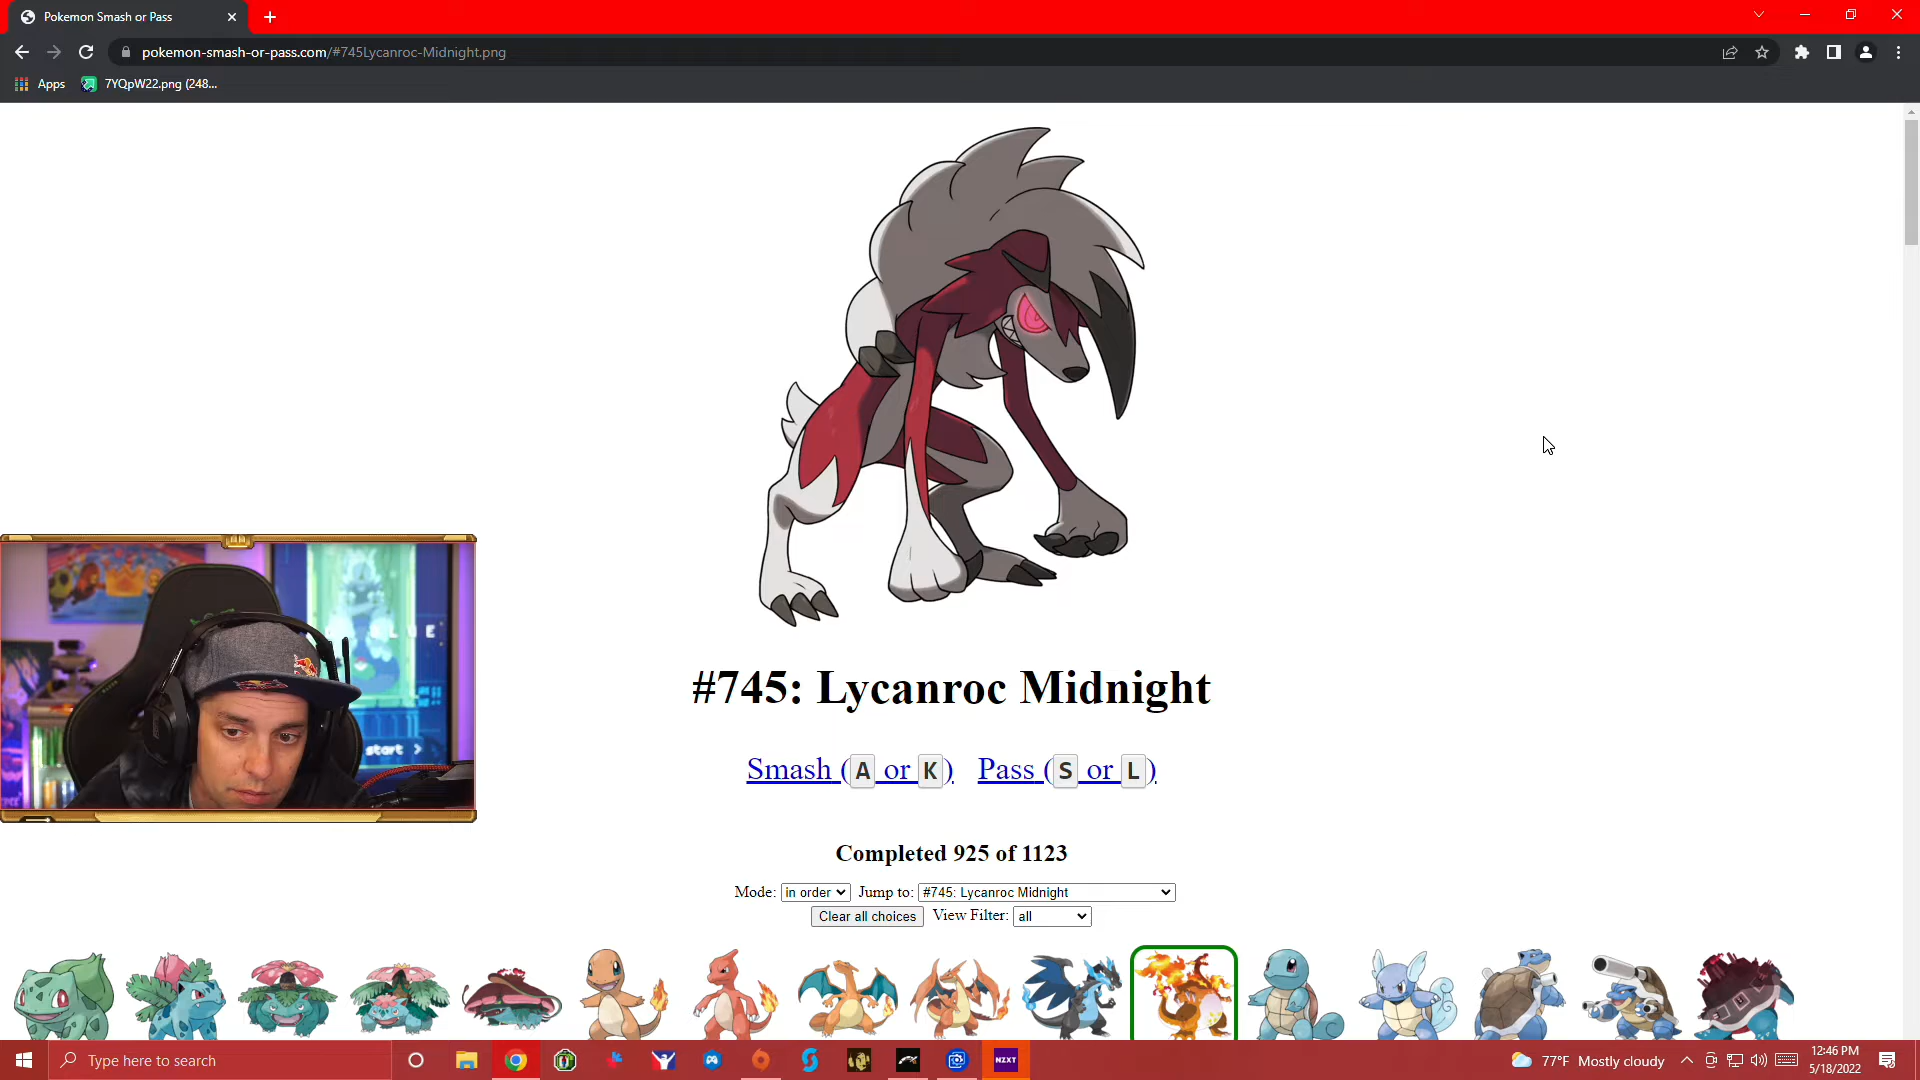 Pokemon Smash or Pass
pokemon-smash-or-pass.com/#745Lycanroc-Midnight.png
Apps
7YQpW22.png (248...
LUE
start >
#745: Lycanroc Midnight
Smash (A or K) Pass (S or L)
Completed 925 of 1123
Mode: in order Jump to: #745: Lycanroc Midnight
Clear all choices View Filter: all
Type here to search
NZXT
77°F Mostly cloudy
12:46 PM
5/18/2022